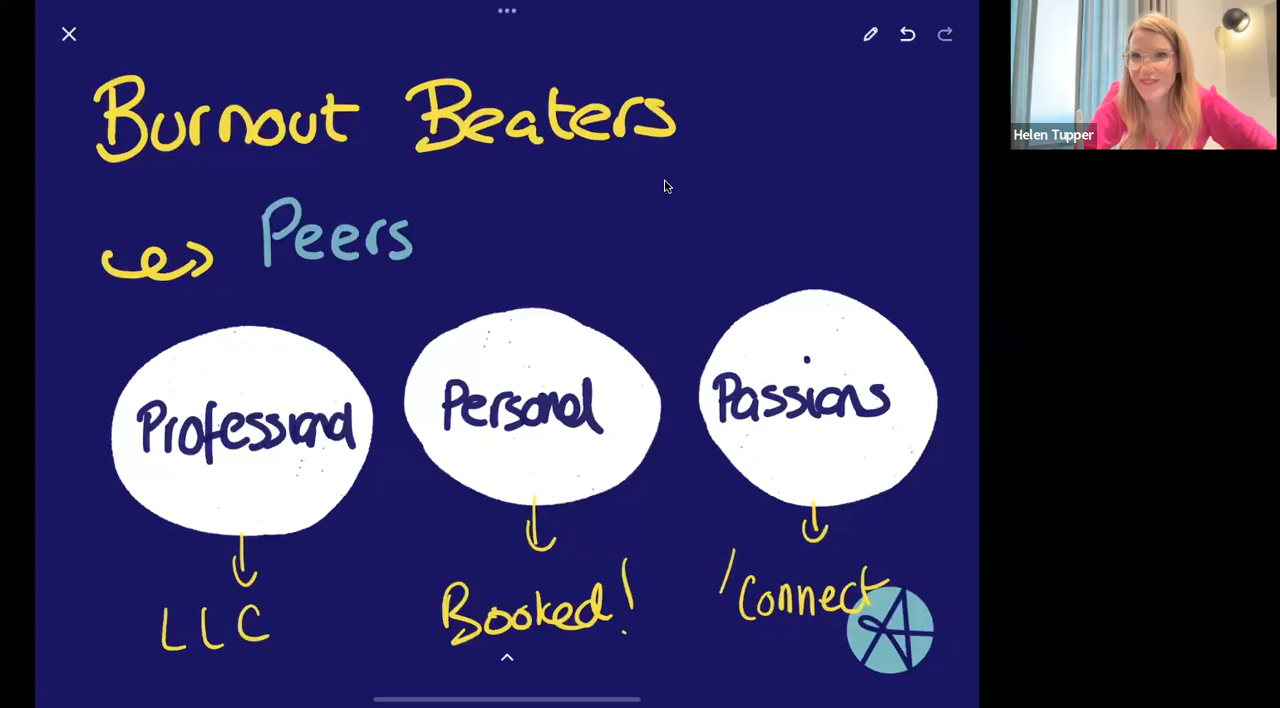 Burnout Beaters
Helen Tupper
Peers
Professional
Personal
Passions
LLC
Booked!
'Connect